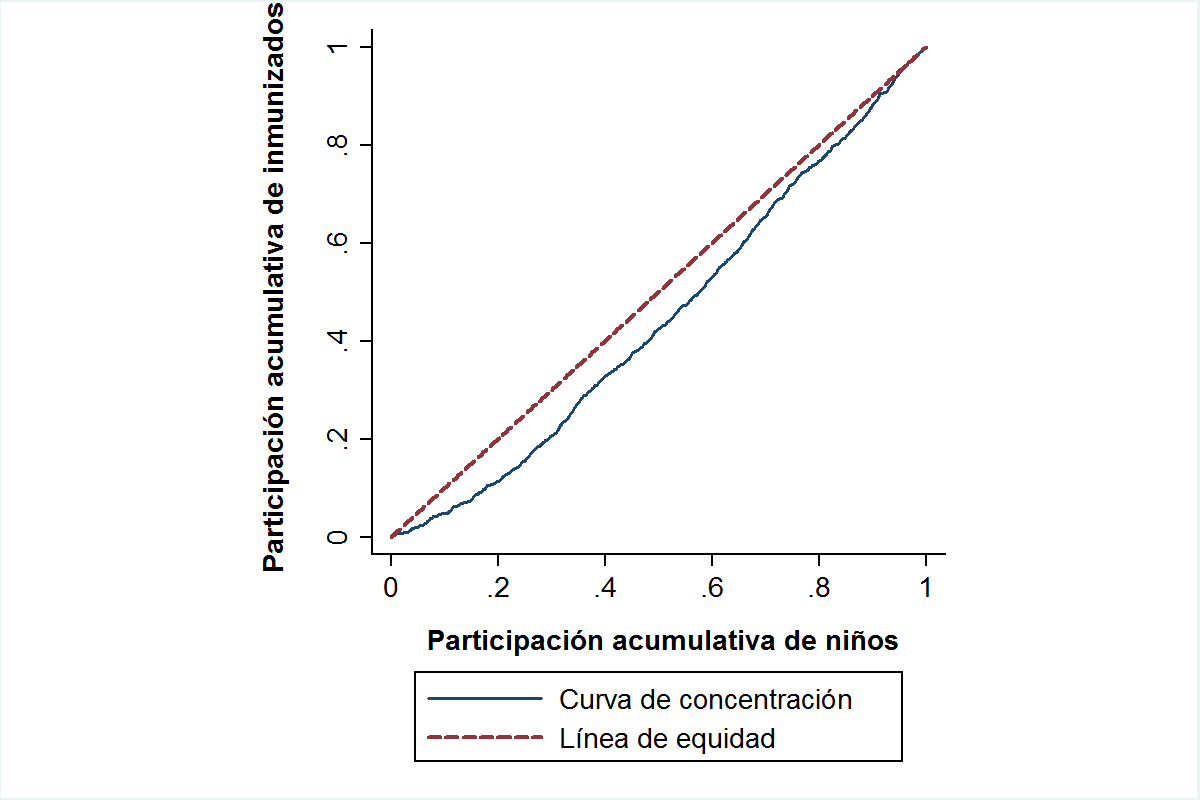 Participación acumulativa de inmunizados
1
.8
.6
.4
.2
0
0 .2 .4 .6 .8 1
Participación acumulativa de niños
Curva de concentración
Línea de equidad